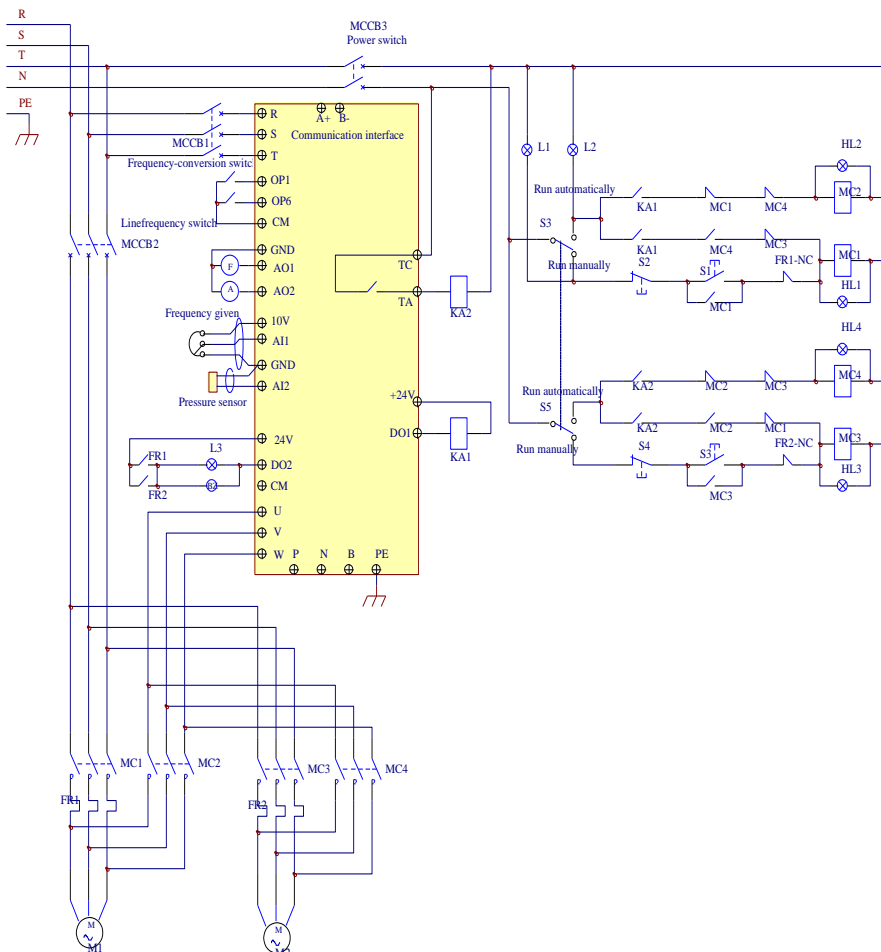 R
S
T
N
PE
MCCB3
Power switch
A+ B-
Communication interface
R
S
T
MCCB1
Frequency-conversion switc
OP1
OP6
CM
Linefrequency switch
MCCB2
GND
F AO1
A AO2
TC
TA
KA2
Frequency given
10V
AI1
GND
AI2
Pressure sensor
+24V
DO1
KA1
24V
L3
FR1
DO2
FR2
CM
U
V
W
P N B PE
L1
L2
Run automatically
S3
Run manually
KA1 MC1 MC4
HL2
MC2
KA1 MC4 MC3
MC1
S2 S1 FR1-NC
MC1
HL1
HL4
Run automatically
S5
Run manually
KA2 MC2 MC3
MC4
KA2 MC2 MC1
MC3
S4 S3 FR2-NC
MC3
HL3
MC1 MC2 MC3 MC4
FR1 FR2
M
M1
M